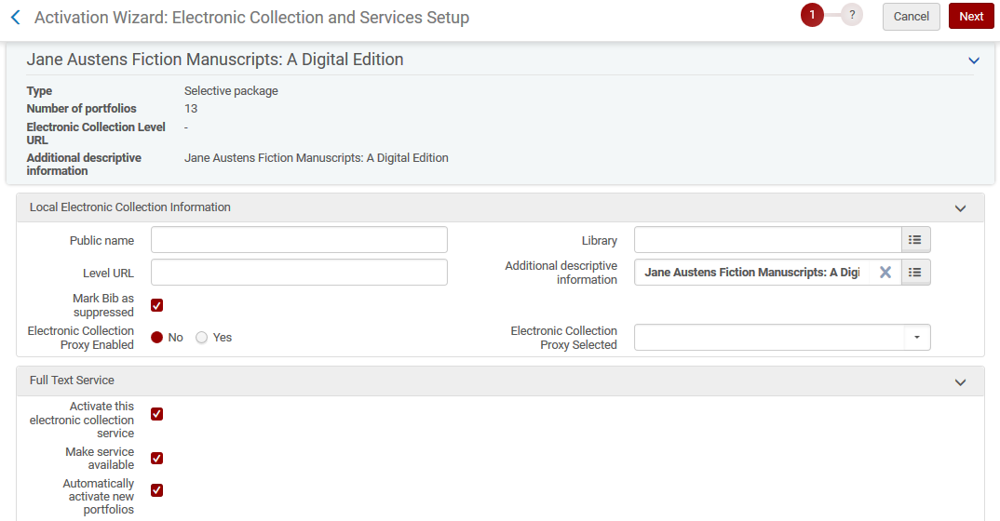 Activation Wizard: Electronic Collection and Services Setup
1
?
Cancel
Next
Jane Austens Fiction Manuscripts: A Digital Edition
Type Selective package
Number of portfolios 13
Electronic Collection Level -
URL
Additional descriptive Jane Austens Fiction Manuscripts: A Digital Edition
information
Local Electronic Collection Information
Public name
Library
Level URL
Additional descriptive
information
Jane Austens Fiction Manuscripts: A Digi
Mark Bib as
suppressed
Electronic Collection
Proxy Enabled
No Yes
Electronic Collection
Proxy Selected
Full Text Service
Activate this
electronic collection
service
Make service
available
Automatically
activate new
portfolios